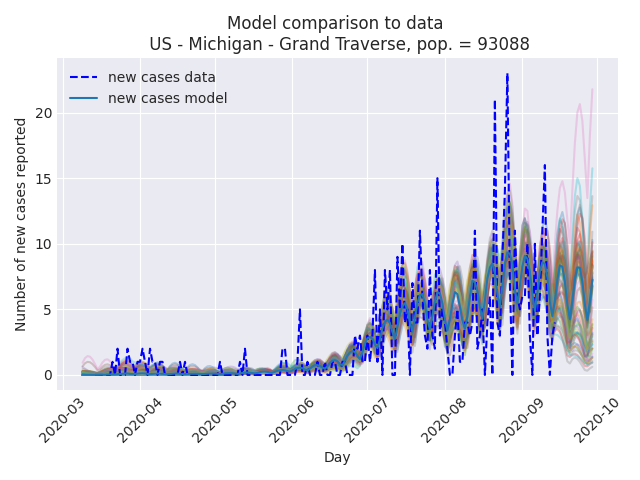 Model comparison to data
US - Michigan - Grand Traverse, pop. = 93088
new cases data
new cases model
Number of new cases reported
20
15
10
5
0
2020-03
2020-04
2020-05
2020-06
2020-07
2020-08
2020-09
2020-10
Day